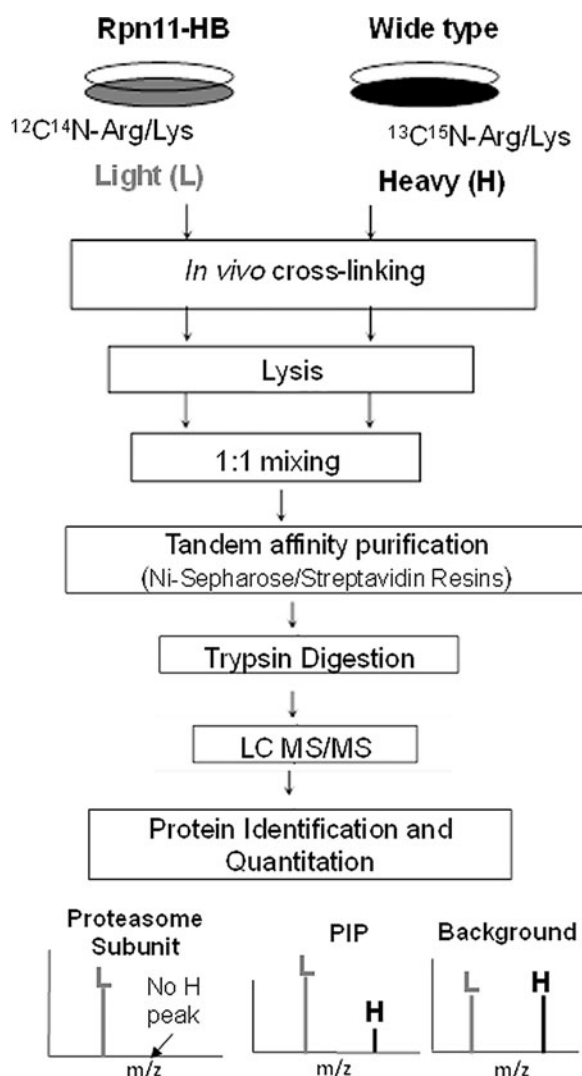 Rpn11-HB Wide type
¹²C¹⁴N-Arg/Lys ¹³C¹⁵N-Arg/Lys
Light (L) Heavy (H)
In vivo cross-linking
Lysis
1:1 mixing
Tandem affinity purification
(Ni-Sepharose/Streptavidin Resins)
Trypsin Digestion
LC MS/MS
Protein Identification and
Quantitation
Proteasome
Subunit
L
No H
peak
m/z
PIP
L
H
m/z
Background
L
H
m/z